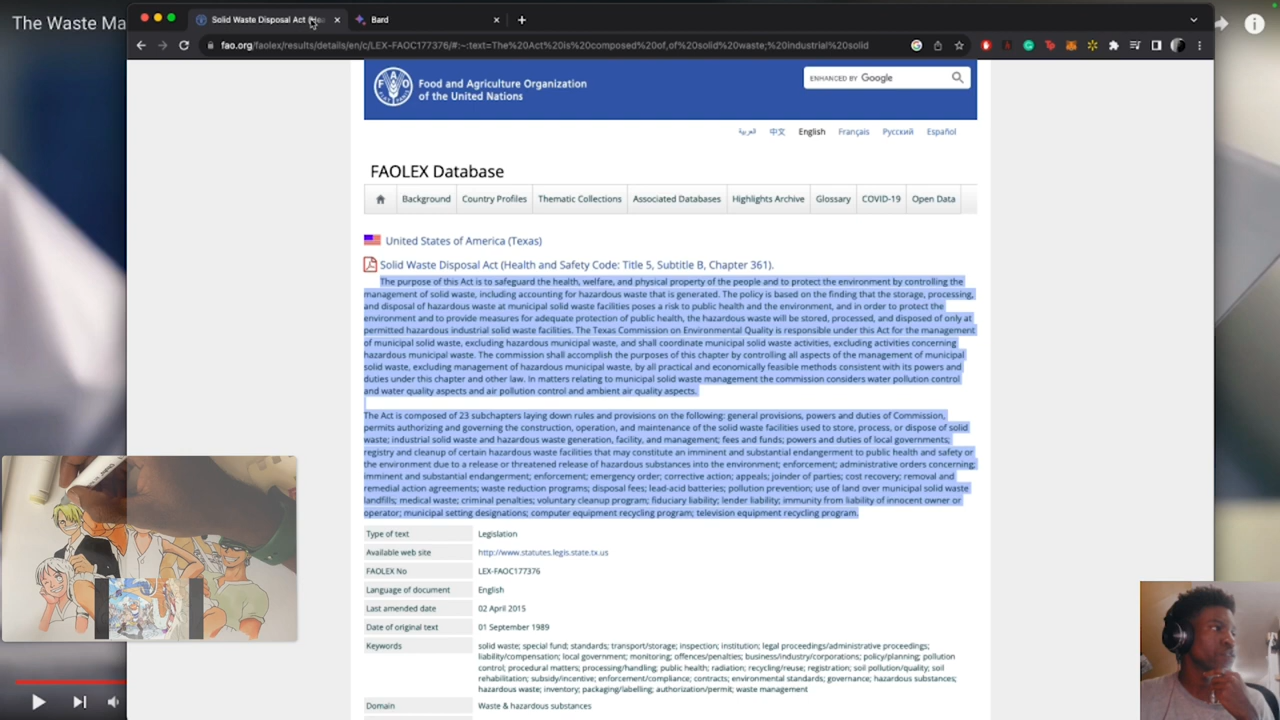 The Waste Ma
Solid Waste Disposal Act (Hea
Bard
fao.org/faolex/results/details/en/c/LEX-FAOC177376/#:~:text=The%20Act%20is%20composed%20of,of%20solid%20waste;%20industrial%20solid
Food and Agriculture Organization
of the United Nations
ENHANCED BY Google
العربية 中文 English Français Русский Español
FAOLEX Database
Background Country Profiles Thematic Collections Associated Databases Highlights Archive Glossary COVID-19 Open Data
United States of America (Texas)
Solid Waste Disposal Act (Health and Safety Code: Title 5, Subtitle B, Chapter 361).
The purpose of this Act is to safeguard the health, welfare, and physical property of the people and to protect the environment by controlling the
management of solid waste, including accounting for hazardous waste that is generated. The policy is based on the finding that the storage, processing,
and disposal of hazardous waste at municipal solid waste facilities poses a risk to public health and the environment, and in order to protect the
environment and to provide measures for adequate protection of public health, the hazardous waste will be stored, processed, and disposed of only at
permitted hazardous industrial solid waste facilities. The Texas Commission on Environmental Quality is responsible under this Act for the management
of municipal solid waste, excluding hazardous municipal waste, and shall coordinate municipal solid waste activities, excluding activities concerning
hazardous municipal waste. The commission shall accomplish the purposes of this chapter by controlling all aspects of the management of municipal
solid waste, excluding management of hazardous municipal waste, by all practical and economically feasible methods consistent with its powers and
duties under this chapter and other law. In matters relating to municipal solid waste management the commission considers water pollution control
and water quality aspects and air pollution control and ambient air quality aspects.
The Act is composed of 23 subchapters laying down rules and provisions on the following: general provisions, powers and duties of Commission,
permits authorizing and governing the construction, operation, and maintenance of the solid waste facilities used to store, process, or dispose of solid
waste; industrial solid waste and hazardous waste generation, facility, and management; fees and funds; powers and duties of local governments;
registry and cleanup of certain hazardous waste facilities that may constitute an imminent and substantial endangerment to public health and safety or
the environment due to a release or threatened release of hazardous substances into the environment; enforcement; administrative orders concerning,
imminent and substantial endangerment; enforcement; emergency order; corrective action; appeals; joinder of parties; cost recovery; removal and
remedial action agreements; waste reduction programs; disposal fees; lead-acid batteries; pollution prevention; use of land over municipal solid waste
landfills; medical waste; criminal penalties; voluntary cleanup program; fiduciary liability; lender liability; immunity from liability of innocent owner or
operator; municipal setting designations; computer equipment recycling program; television equipment recycling program.
Type of text Legislation
Available web site http://www.statutes.legis.state.tx.us
FAOLEX No LEX-FAOC177376
Language of document English
Last amended date 02 April 2015
Date of original text 01 September 1989
Keywords solid waste; special fund; standards; transport/storage; inspection; institution; legal proceedings/administrative proceedings;
liability/compensation; local government; monitoring; offences/penalties; business/industry/corporations; policy/planning; pollution
control; procedural matters; processing/handling; public health; radiation; recycling/reuse; registration; soil pollution/quality; soil
rehabilitation; subsidy/incentive; enforcement/compliance; contracts; environmental standards; governance; hazardous substances;
hazardous waste; inventory; packaging/labelling; authorization/permit; waste management
Domain Waste & hazardous substances